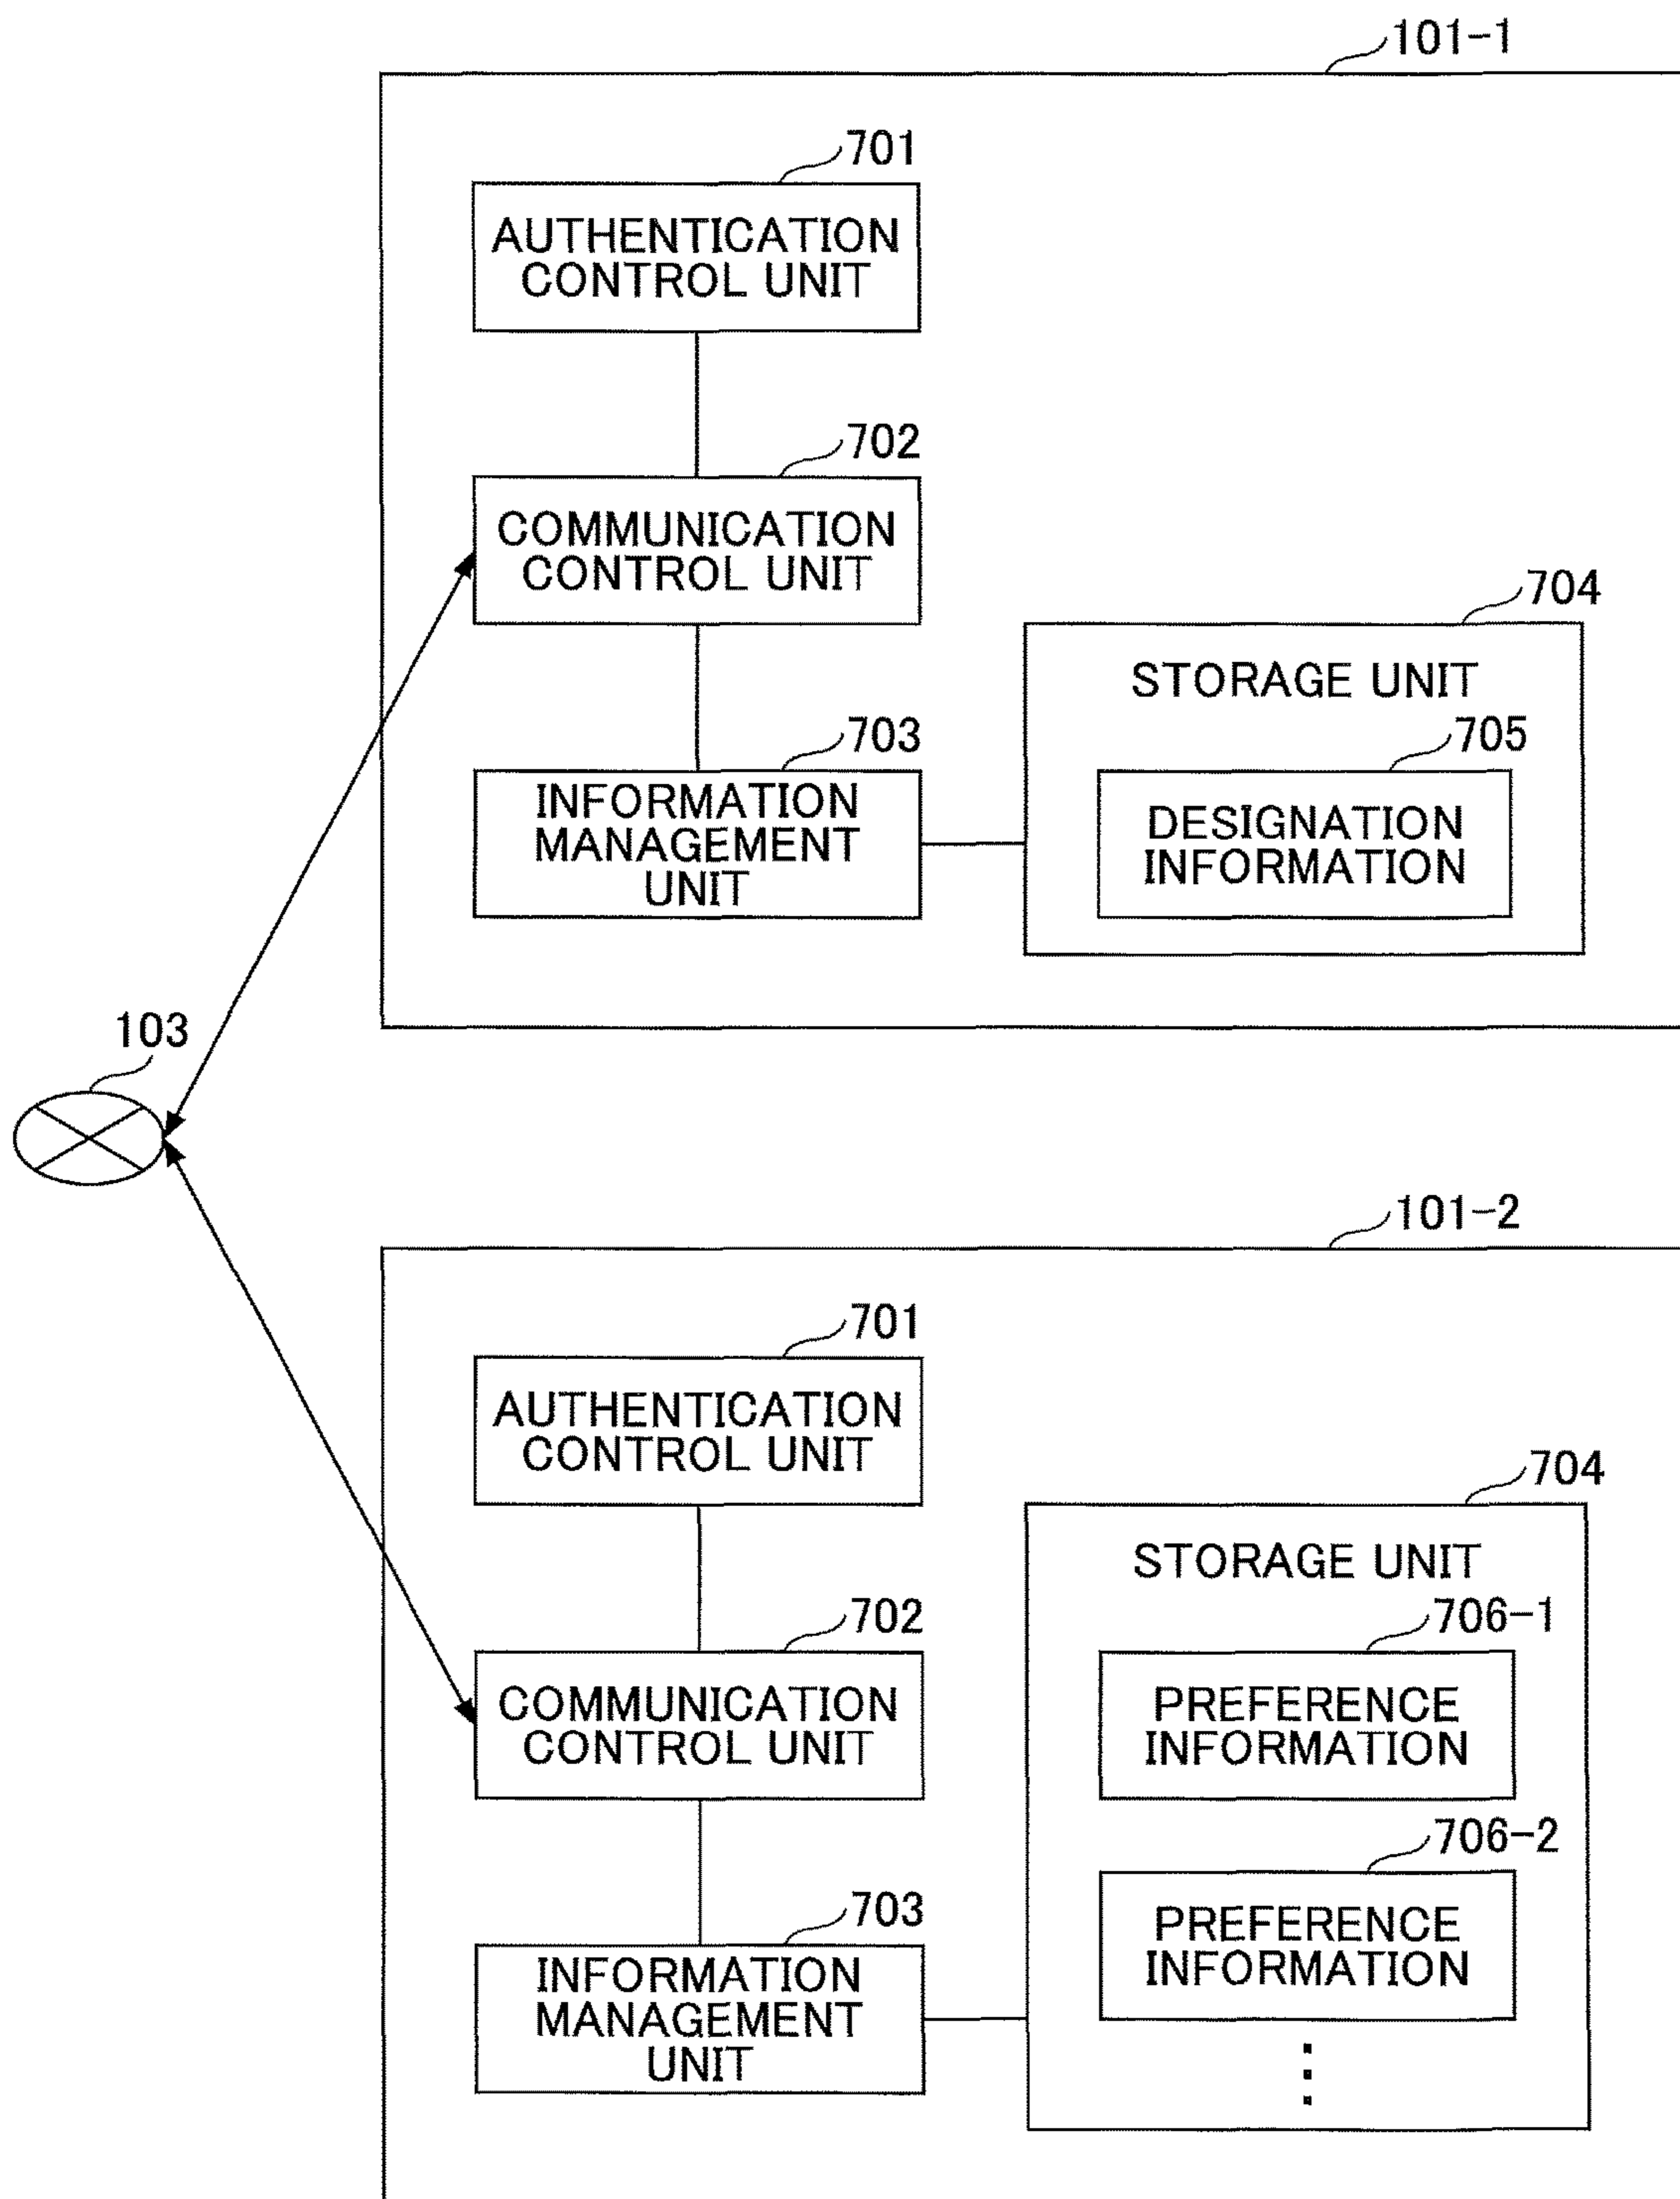 101-1
701
AUTHENTICATION
CONTROL UNIT
702
COMMUNICATION
CONTROL UNIT
704
STORAGE UNIT
703
705
INFORMATION
MANAGEMENT
UNIT
DESIGNATION
INFORMATION
103
101-2
701
AUTHENTICATION
CONTROL UNIT
704
STORAGE UNIT
702
706-1
COMMUNICATION
CONTROL UNIT
PREFERENCE
INFORMATION
706-2
703
PREFERENCE
INFORMATION
INFORMATION
MANAGEMENT
UNIT